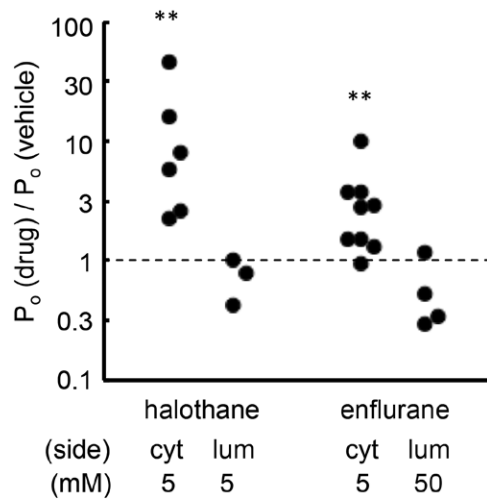 **
**
100
30
10
3
1
0.3
0.1
Pₒ (drug) / Pₒ (vehicle)
halothane enflurane
(side) cyt lum cyt lum
(mM) 5 5 5 50